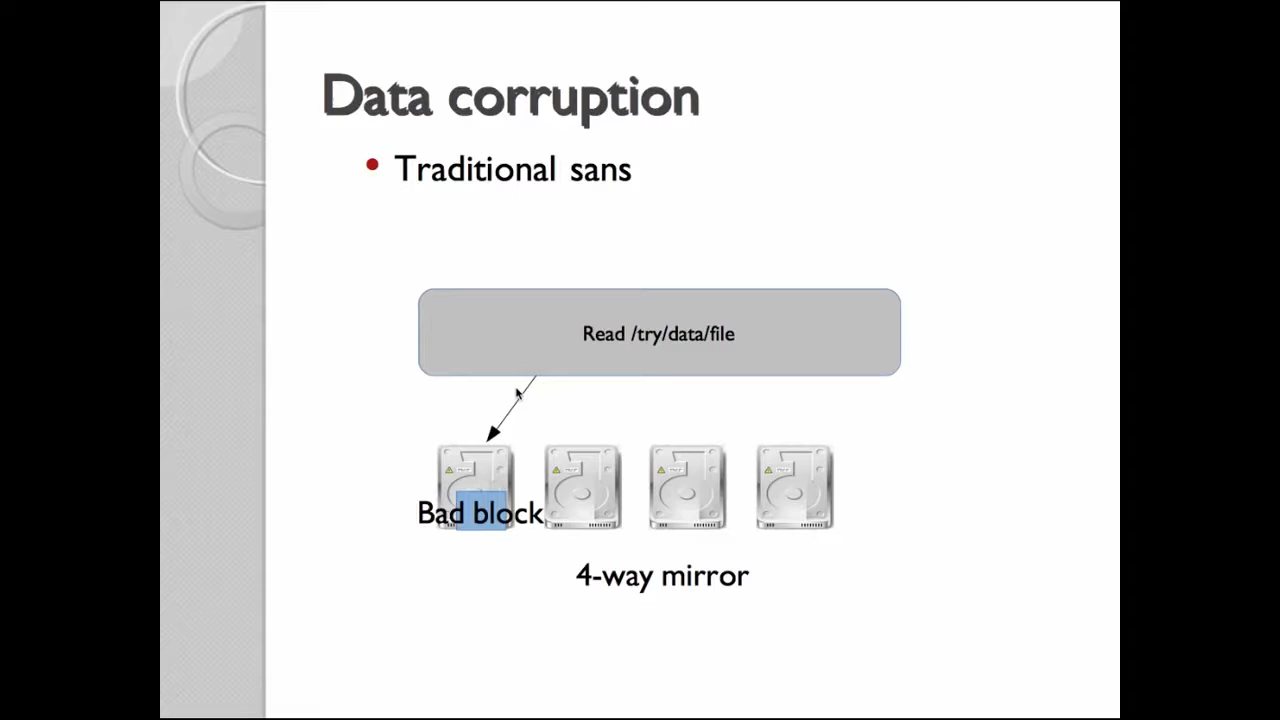 Data corruption
Traditional sans
Read /try/data/file
Bad block
4-way mirror